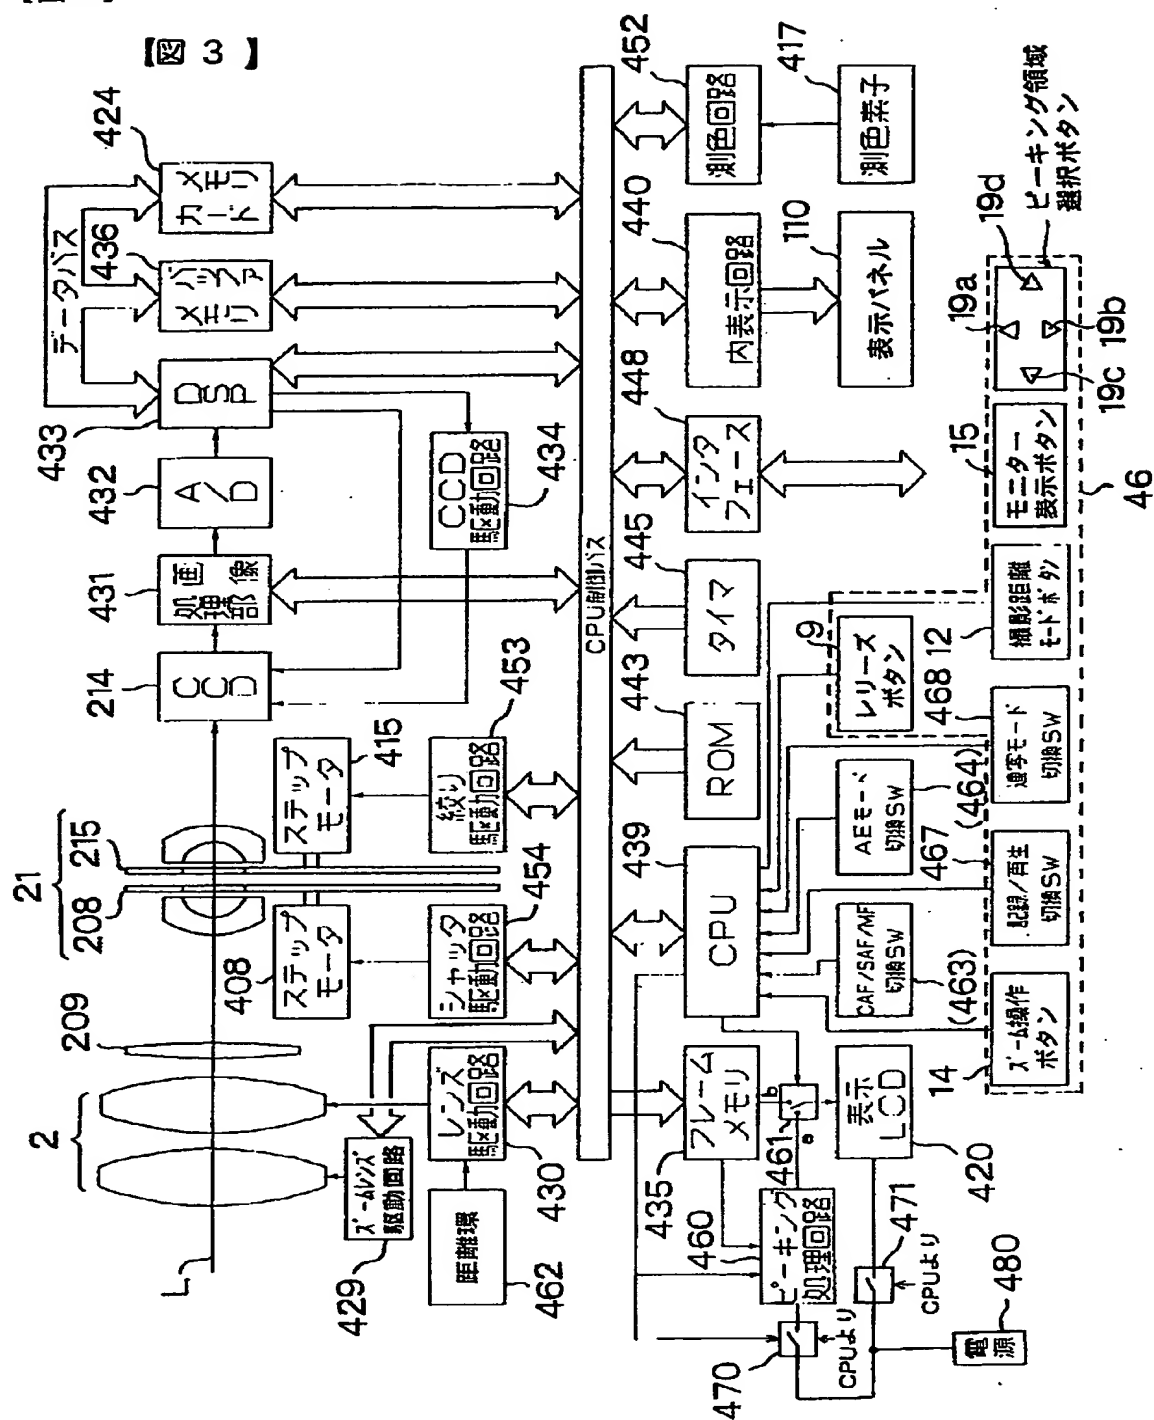 【図 3 】
データバス
424
メモリ
カード
436
バッファ
メモリ
433
DSP
432
A/D
431
画像
処理部
214
CCD
434
CCD
駆動回路
21
215
208
415
ステップ
モータ
408
ステップ
モータ
453
絞り
駆動回路
454
シャッタ
駆動回路
209
2
L
429
ズームレンズ
駆動回路
430
レンズ
駆動回路
462
距離環
CPU制御バス
452
測色回路
417
測色素子
440
内表示回路
110
表示パネル
448
インタ
フェース
445
タイマ
443
ROM
439
CPU
435
フレーム
メモリ
461
a
b
460
ピーキング
処理回路
420
表示
LCD
470
CPUより
471
CPUより
480
電源
9
レリーズ
ボタン
(464)
AEモード
切換SW
(463)
CAF/SAF/MF
切換SW
ピーキング領域
選択ボタン
19a
19b
19c
19d
15
モニター
表示ボタン
12
撮影距離
モードボタン
468
連写モード
切換SW
467
記録/再生
切換SW
14
ズーム操作
ボタン
46